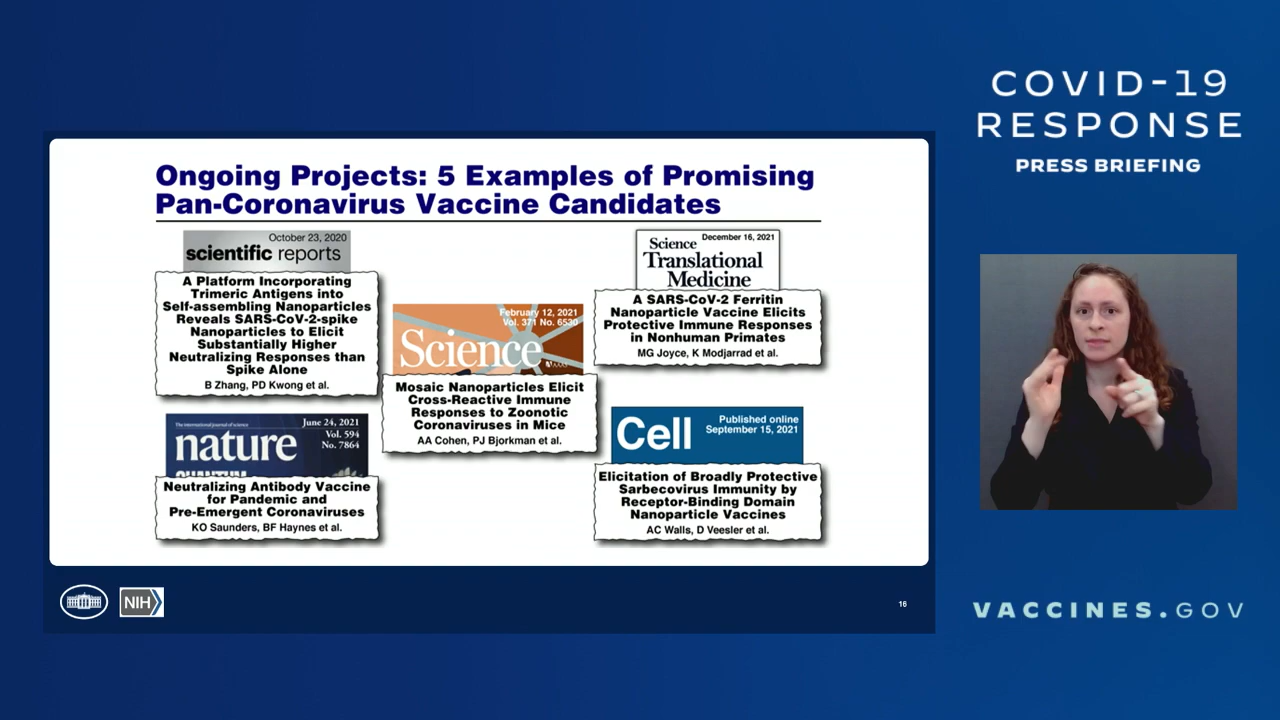 Ongoing Projects: 5 Examples of Promising
Pan-Coronavirus Vaccine Candidates
October 23, 2020
scientific reports
A Platform Incorporating
Trimeric Antigens into
Self-assembling Nanoparticles
Reveals SARS-CoV-2-spike
Nanoparticles to Elicit
Substantially Higher
Neutralizing Responses than
Spike Alone
B Zhang, PD Kwong et al.
The international journal of science
June 24, 2021
nature
Vol. 594
No. 7864
QUANTUM
Neutralizing Antibody Vaccine
for Pandemic and
Pre-Emergent Coronaviruses
KO Saunders, BF Haynes et al.
February 12, 2021
Vol. 371 No. 6530
Science
Mosaic Nanoparticles Elicit
Cross-Reactive Immune
Responses to Zoonotic
Coronaviruses in Mice
AA Cohen, PJ Bjorkman et al.
December 16, 2021
Science
Translational
Medicine
A SARS-CoV-2 Ferritin
Nanoparticle Vaccine Elicits
Protective Immune Responses
in Nonhuman Primates
MG Joyce, K Modjarrad et al.
Cell
Published online
September 15, 2021
Elicitation of Broadly Protective
Sarbecovirus Immunity by
Receptor-Binding Domain
Nanoparticle Vaccines
AC Walls, D Veesler et al.
NIH
16
COVID-19
RESPONSE
PRESS BRIEFING
VACCINES.GOV